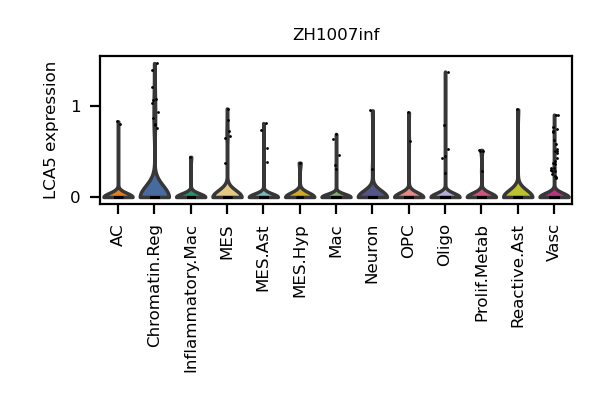 ZH1007inf
LCA5 expression
1
0
AC
Chromatin.Reg
Inflammatory.Mac
MES
MES.Ast
MES.Hyp
Mac
Neuron
OPC
Oligo
Prolif.Metab
Reactive.Ast
Vasc